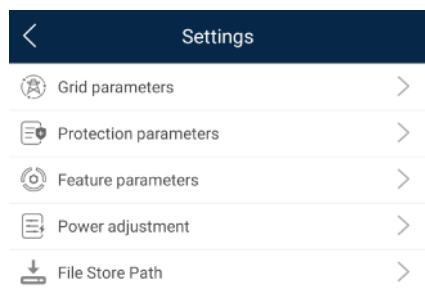 Settings
Grid parameters
Protection parameters
Feature parameters
Power adjustment
File Store Path